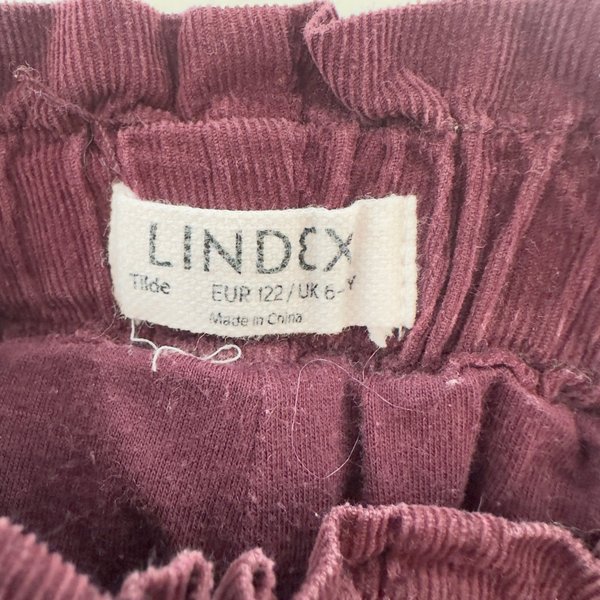 LINDEX
Tilde EUR 122 / UK 6-Y
Made in China